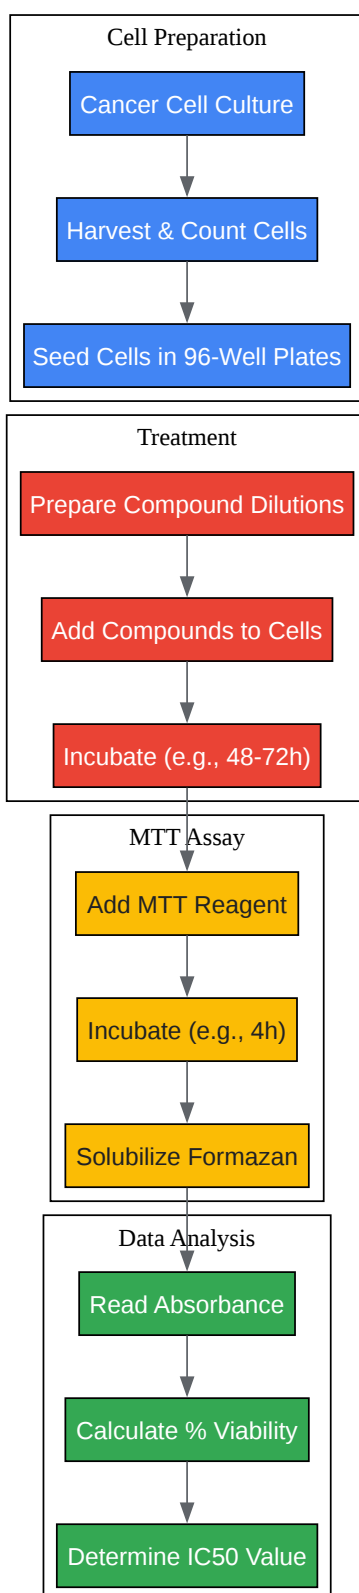 Cell Preparation
Cancer Cell Culture
Harvest & Count Cells
Seed Cells in 96-Well Plates
Treatment
Prepare Compound Dilutions
Add Compounds to Cells
Incubate (e.g., 48-72h)
MTT Assay
Add MTT Reagent
Incubate (e.g., 4h)
Solubilize Formazan
Data Analysis
Read Absorbance
Calculate % Viability
Determine IC50 Value